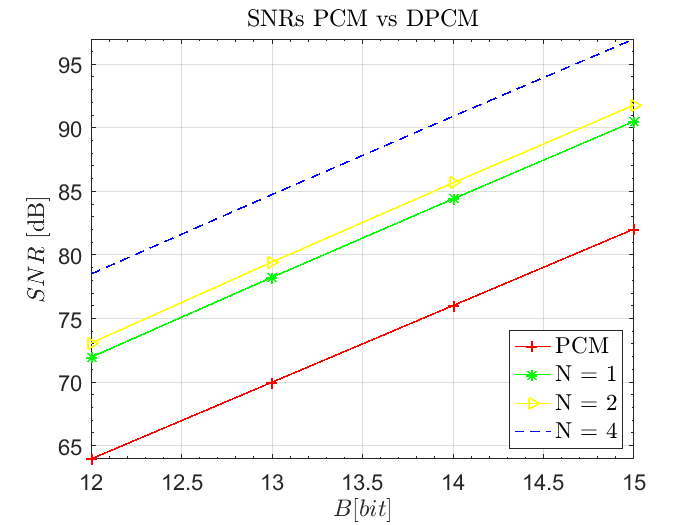 SNRs PCM vs DPCM
95
90
85
80
75
70
65
SNR [dB]
12
12.5
13
13.5
14
14.5
15
B[bit]
PCM
N = 1
N = 2
N = 4